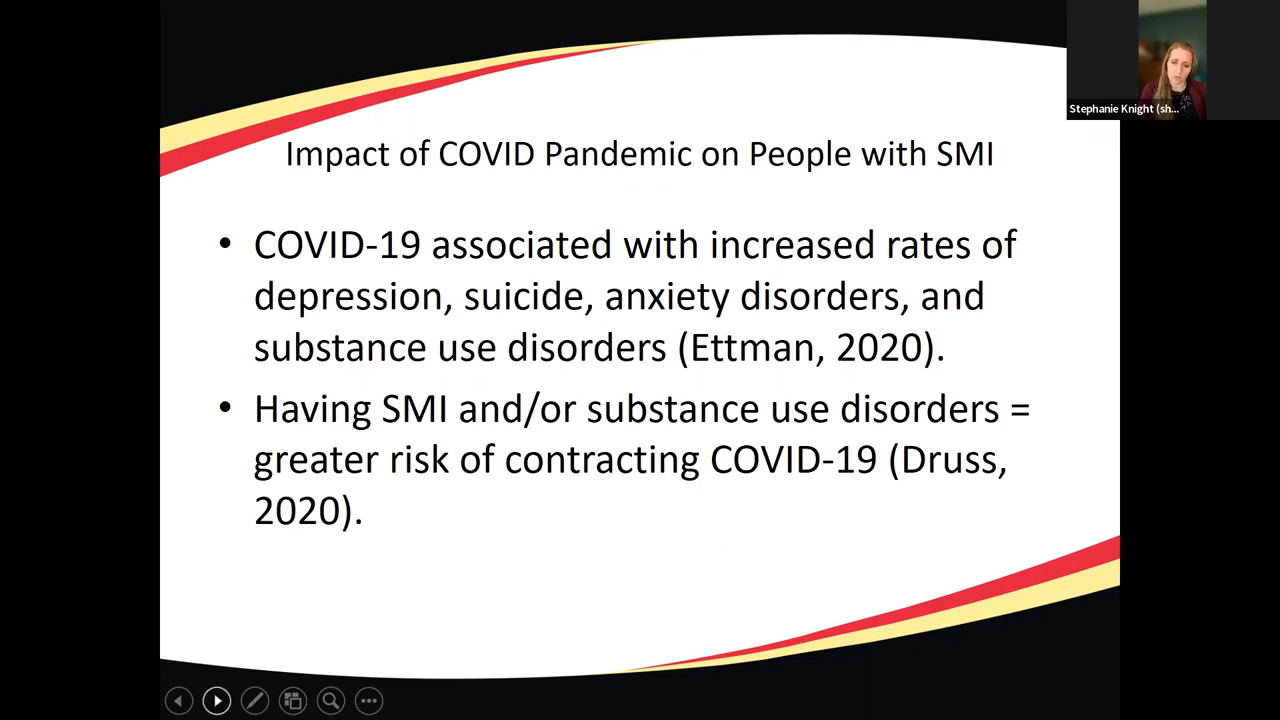 Stephanie Knight (sh...
Impact of COVID Pandemic on People with SMI
• COVID-19 associated with increased rates of
depression, suicide, anxiety disorders, and
substance use disorders (Ettman, 2020).
• Having SMI and/or substance use disorders =
greater risk of contracting COVID-19 (Druss,
2020).